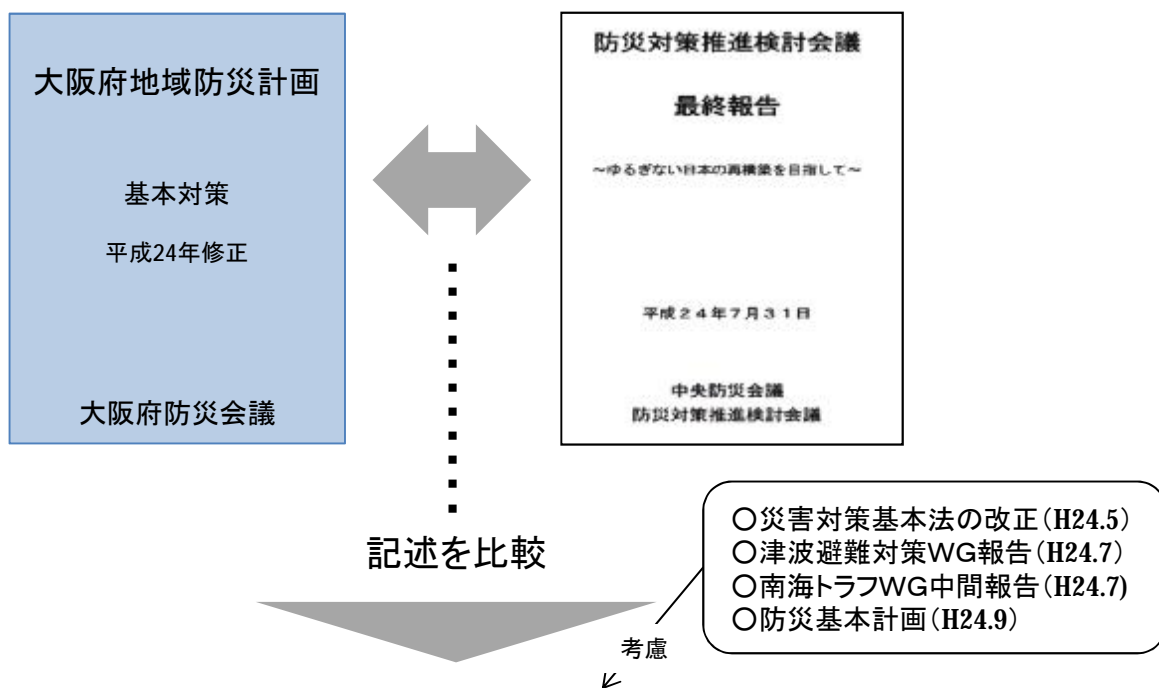 大阪府地域防災計画
基本対策
平成24年修正
大阪府防災会議
防災対策推進検討会議
最終報告
～ゆるぎない日本の再構築を目指して～
平成２４年７月３１日
中央防災会議
防災対策推進検討会議
記述を比較
○災害対策基本法の改正（H24.5）
○津波避難対策WG報告（H24.7）
○南海トラフWG中間報告（H24.7)
○防災基本計画（H24.9）
考慮